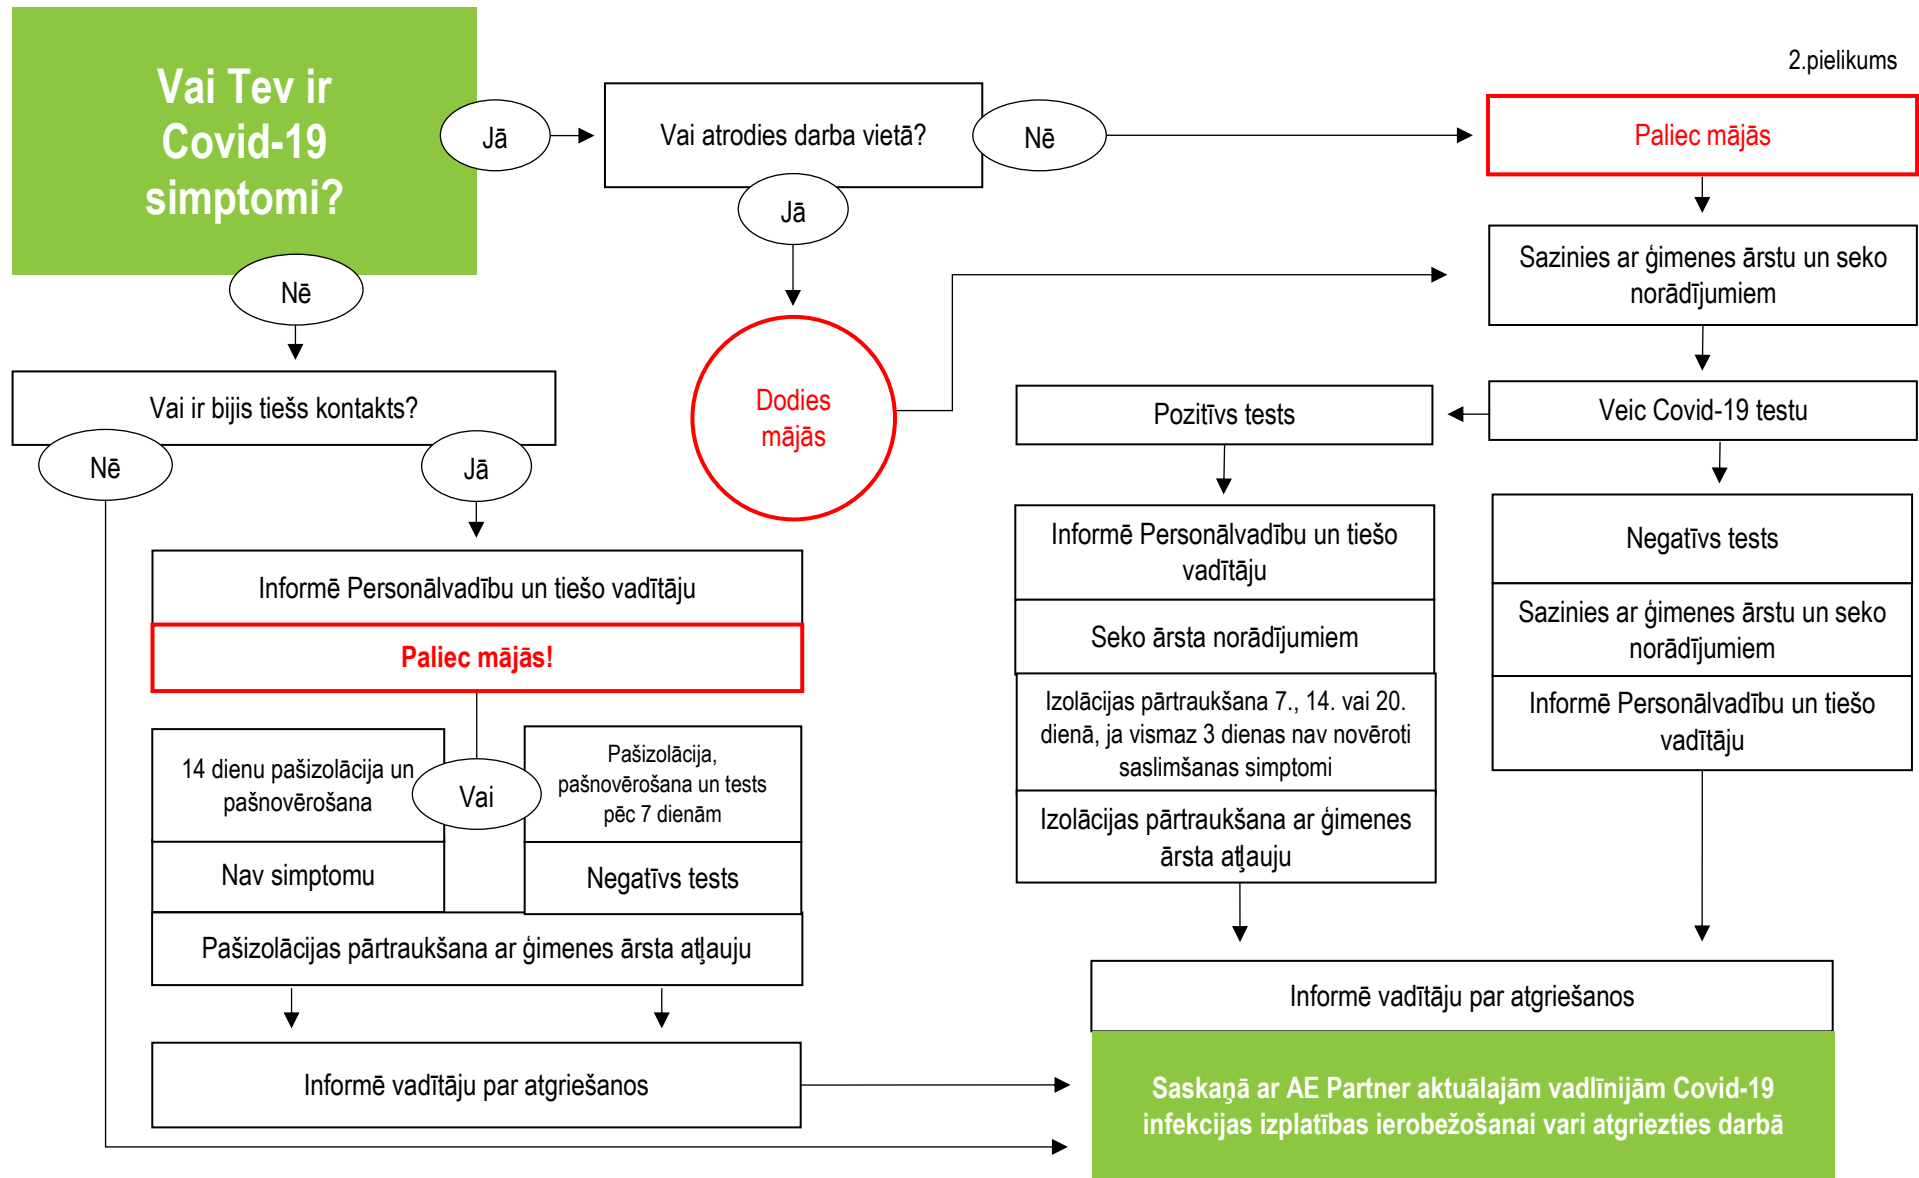 2.pielikums
Vai Tev ir
Covid-19
simptomi?
Jā
Vai atrodies darba vietā?
Nē
Paliec mājās
Jā
Nē
Sazinies ar ģimenes ārstu un seko
norādījumiem
Vai ir bijis tiešs kontakts?
Nē
Jā
Dodies
mājās
Pozitīvs tests
Veic Covid-19 testu
Informē Personālvadību un tiešo vadītāju
Paliec mājās!
14 dienu pašizolācija un
pašnovērošana
Vai
Pašizolācija,
pašnovērošana un tests
pēc 7 dienām
Nav simptomu
Negatīvs tests
Pašizolācijas pārtraukšana ar ģimenes ārsta atļauju
Informē vadītāju par atgriešanos
Informē Personālvadību un tiešo
vadītāju
Seko ārsta norādījumiem
Izolācijas pārtraukšana 7., 14. vai 20.
dienā, ja vismaz 3 dienas nav novēroti
saslimšanas simptomi
Izolācijas pārtraukšana ar ģimenes
ārsta atļauju
Negatīvs tests
Sazinies ar ģimenes ārstu un seko
norādījumiem
Informē Personālvadību un tiešo
vadītāju
Informē vadītāju par atgriešanos
Saskaņā ar AE Partner aktuālajām vadlīnijām Covid-19
infekcijas izplatības ierobežošanai vari atgriezties darbā